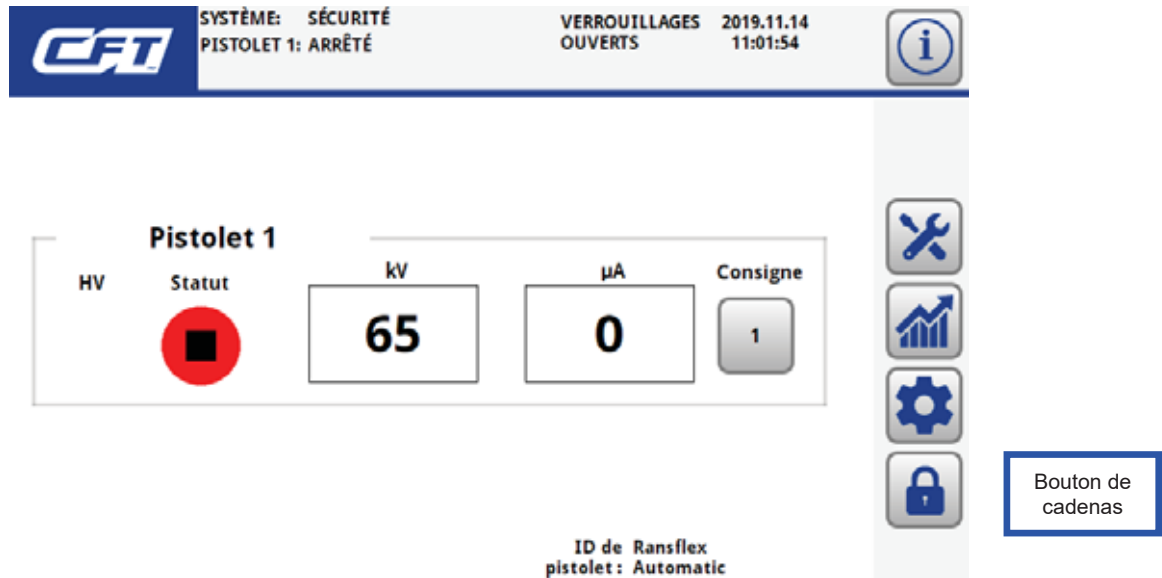 CFT
SYSTÈME: SÉCURITÉ
PISTOLET 1: ARRÊTÉ
VERROUILLAGES
OUVERTS
2019.11.14
11:01:54
i
Pistolet 1
HV
Statut
kV
µA
Consigne
65
0
1
Bouton de
cadenas
ID de Ransflex
pistolet : Automatic